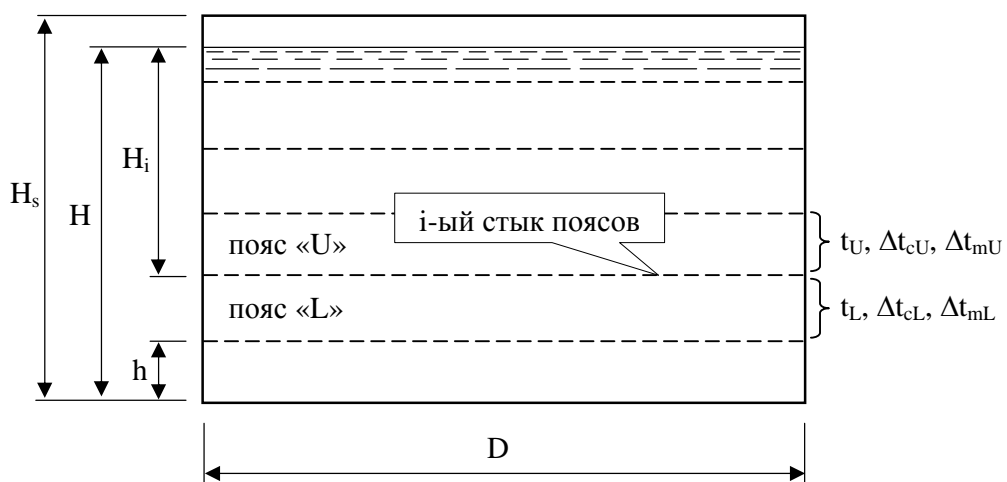 H_s
H
H_i
h
i-ый стык поясов
пояс «U»
t_U, Δt_cU, Δt_mU
пояс «L»
t_L, Δt_cL, Δt_mL
D